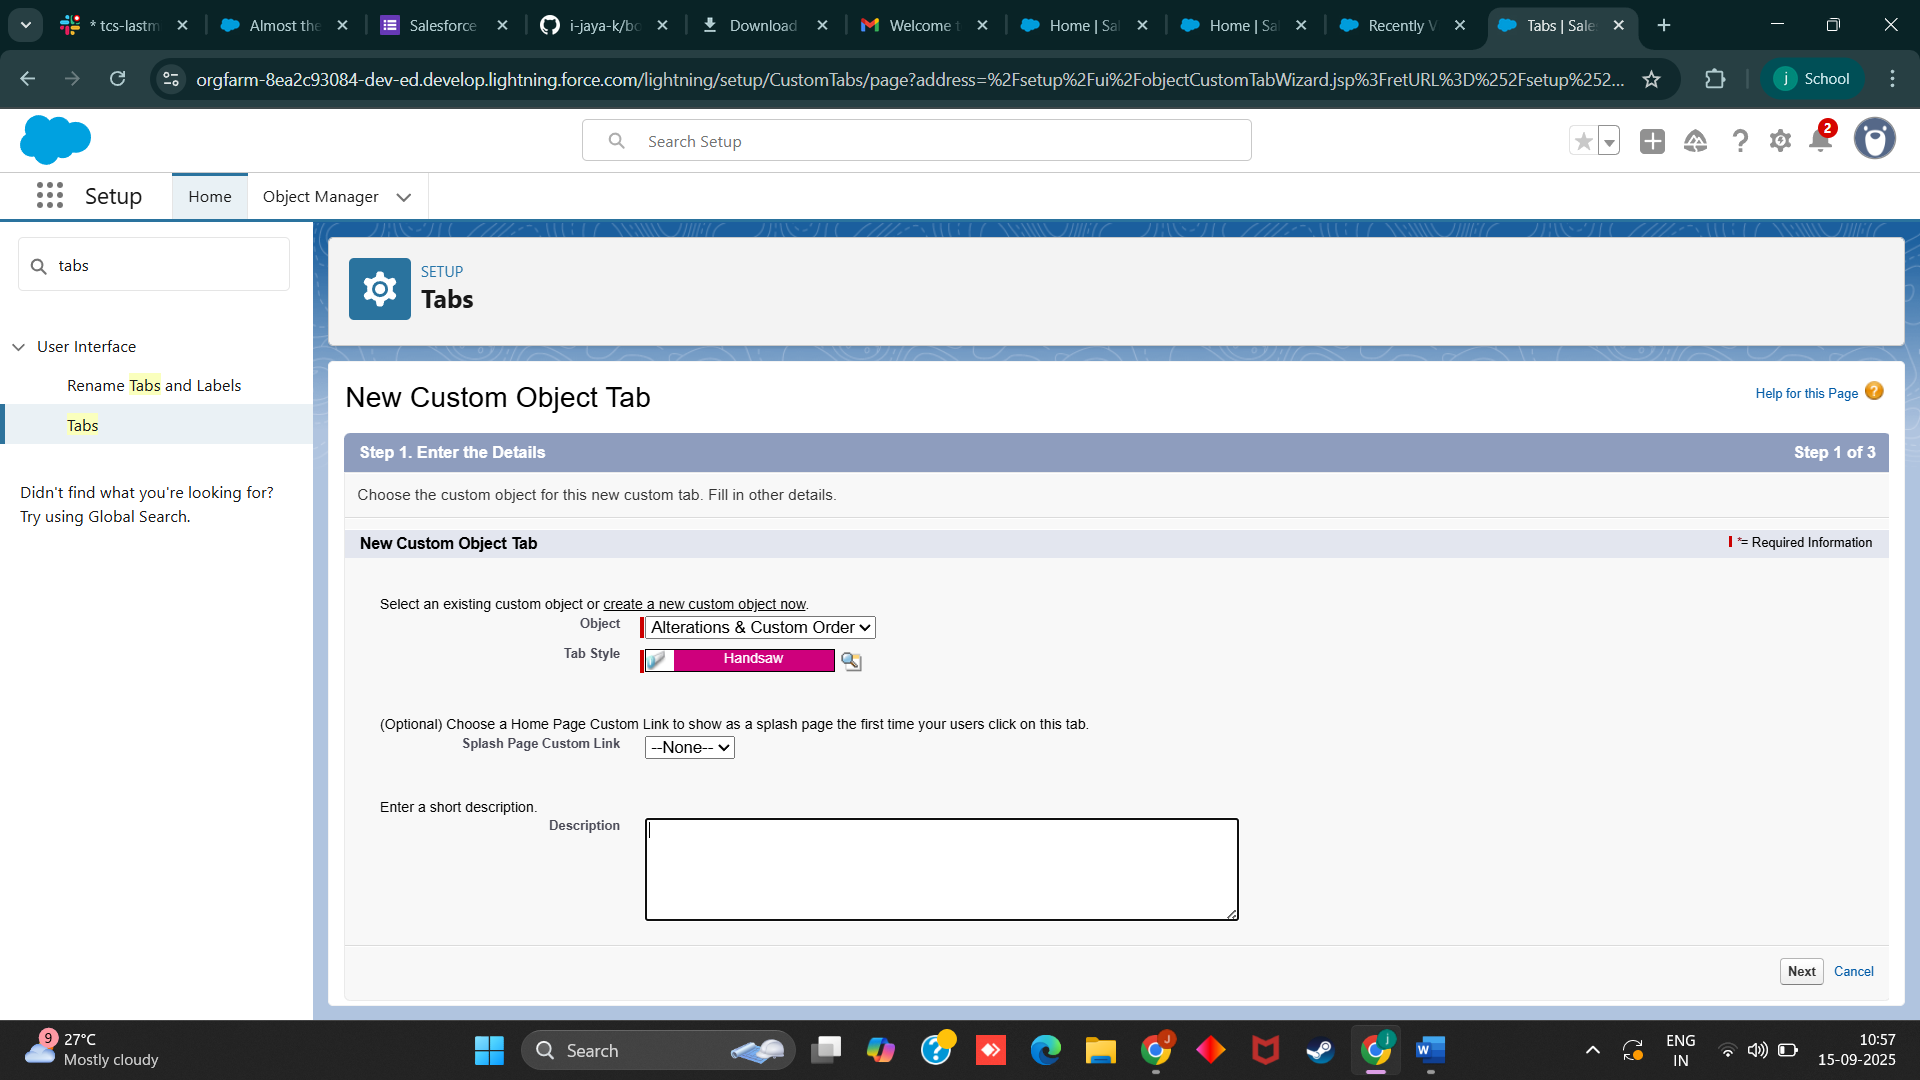 * tcs-lastm
Almost the
Salesforce
i-jaya-k/bo
Download
Welcome t
Home | Sal
Home | Sal
Recently V
Tabs | Sale
orgfarm-8ea2c93084-dev-ed.develop.lightning.force.com/lightning/setup/CustomTabs/page?address=%2Fsetup%2Fui%2FobjectCustomTabWizard.jsp%3FretURL%3D%252Fsetup%252...
j School
Search Setup
2
Setup
Home
Object Manager
tabs
User Interface
Rename Tabs and Labels
Tabs
Didn't find what you're looking for?
Try using Global Search.
SETUP
Tabs
New Custom Object Tab
Help for this Page ?
Step 1. Enter the Details
Step 1 of 3
Choose the custom object for this new custom tab. Fill in other details.
New Custom Object Tab
*= Required Information
Select an existing custom object or create a new custom object now.
Object
Alterations & Custom Order
Tab Style
Handsaw
(Optional) Choose a Home Page Custom Link to show as a splash page the first time your users click on this tab.
Splash Page Custom Link
--None--
Enter a short description.
Description
Next
Cancel
9
27°C
Mostly cloudy
Search
J
j
W
ENG
IN
10:57
15-09-2025